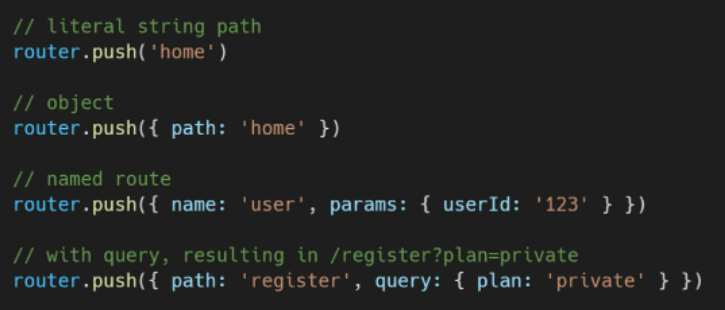 // literal string path
router.push('home')
// object
router.push({ path: 'home' })
// named route
router.push({ name: 'user', params: { userId: '123' } })
// with query, resulting in /register?plan=private
router.push({ path: 'register', query: { plan: 'private' } })